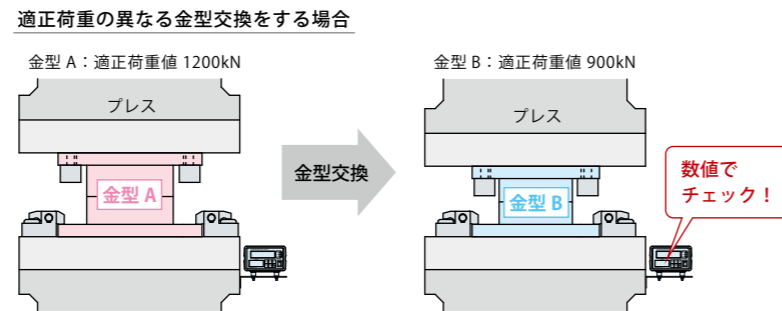 適正荷重の異なる金型交換をする場合
金型 A：適正荷重値 1200kN
プレス
金型 A
金型交換
金型 B：適正荷重値 900kN
プレス
金型 B
数値で
チェック！